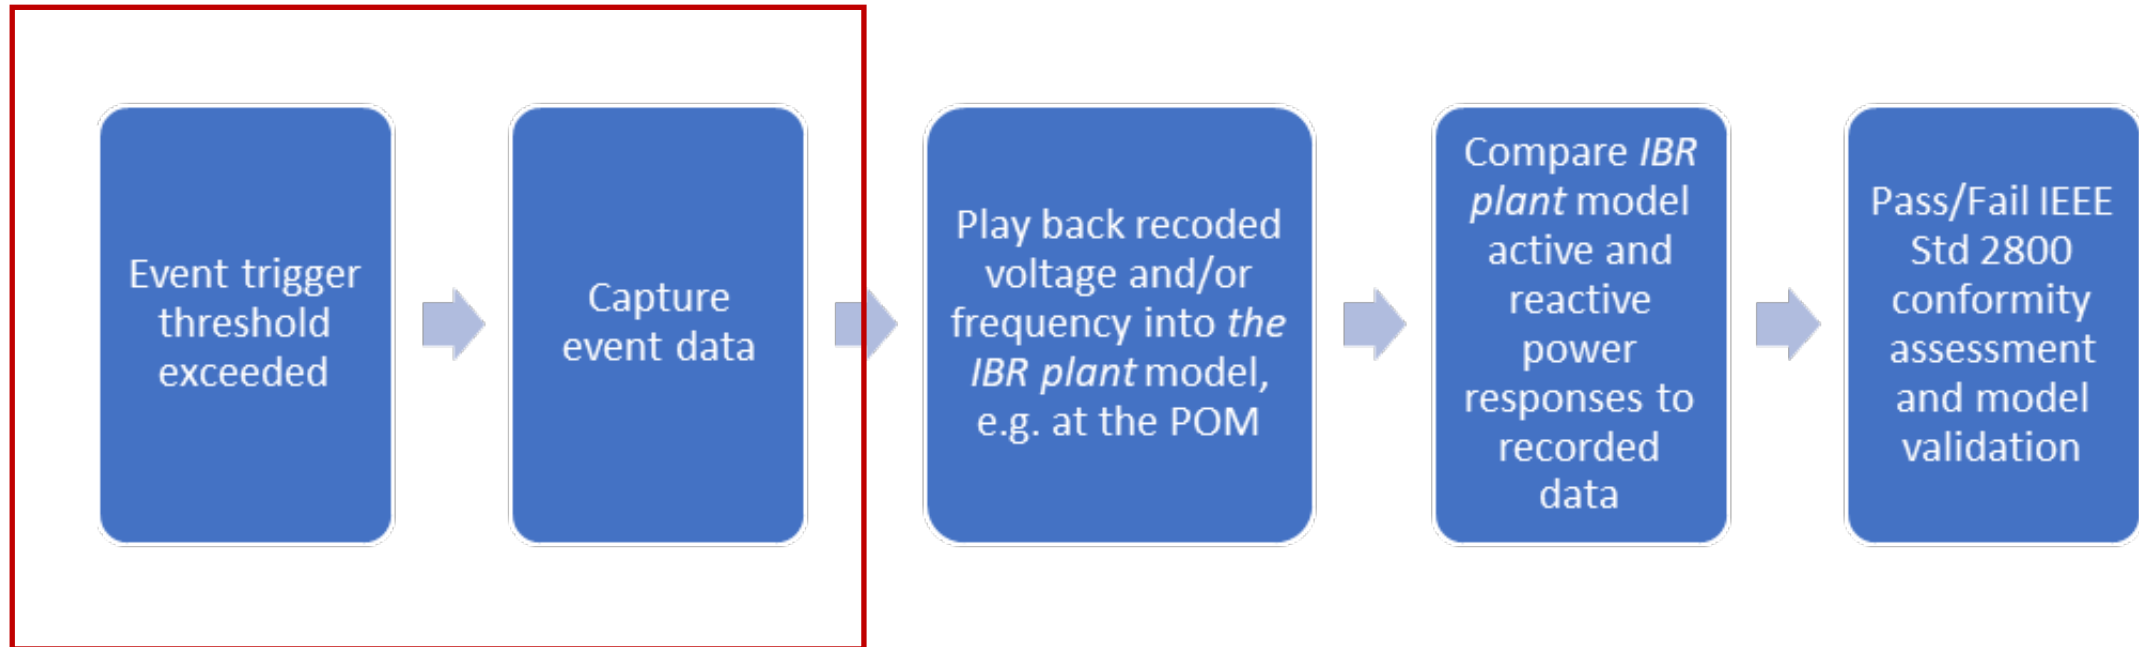 Event trigger
threshold
exceeded
Capture
event data
Play back recoded
voltage and/or
frequency into the
IBR plant model,
e.g. at the POM
Compare IBR
plant model
active and
reactive
power
responses to
recorded
data
Pass/Fail IEEE
Std 2800
conformity
assessment
and model
validation